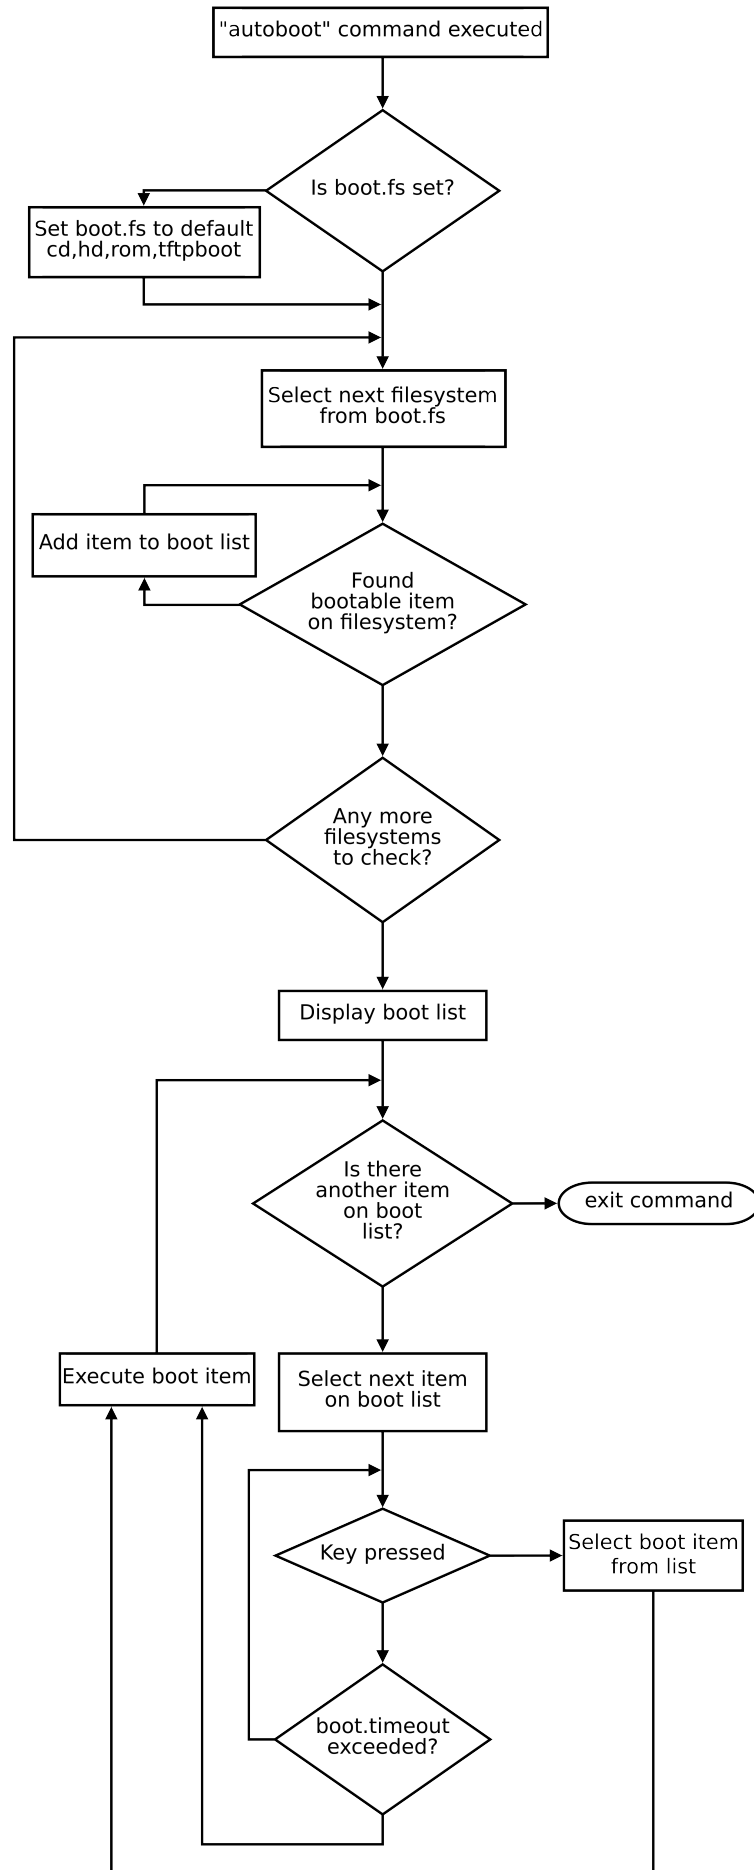 "autoboot" command executed
Is boot.fs set?
Set boot.fs to default
cd,hd,rom,tftpboot
Select next filesystem
from boot.fs
Add item to boot list
Found
bootable item
on filesystem?
Any more
filesystems
to check?
Display boot list
Is there
another item
on boot
list?
exit command
Execute boot item
Select next item
on boot list
Key pressed
Select boot item
from list
boot.timeout
exceeded?